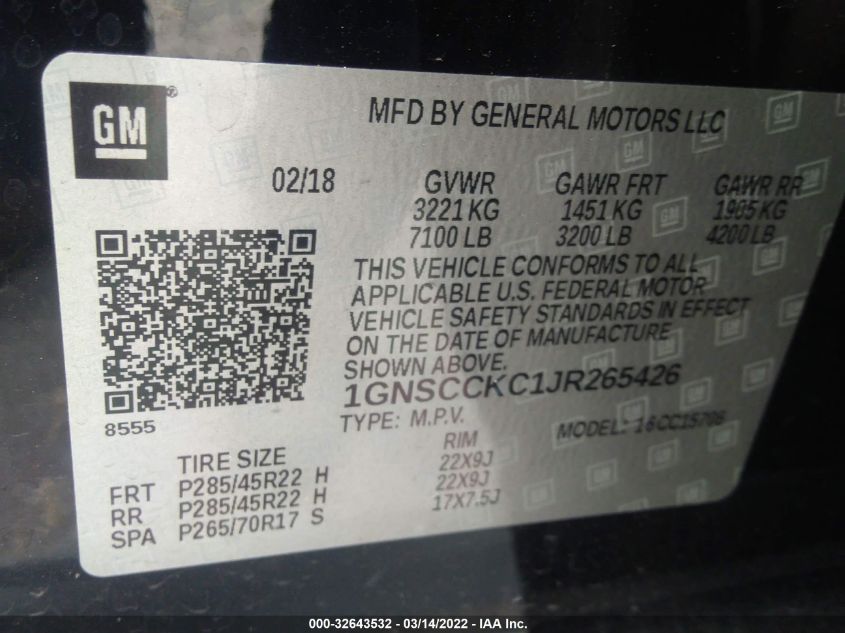 GM ®
MFD BY GENERAL MOTORS LLC
02/18 GVWR GAWR FRT GAWR RR
3221 KG 1451 KG 1905 KG
7100 LB 3200 LB 4200 LB
THIS VEHICLE CONFORMS TO ALL
APPLICABLE U.S. FEDERAL MOTOR
VEHICLE SAFETY STANDARDS IN EFFECT
ON THE DATE OF MANUFACTURE
SHOWN ABOVE.
1GNSCCKC1JR265426
8555
TYPE: M.P.V. MODEL: 16CC15706
TIRE SIZE RIM
FRT P285/45R22 H 22X9J
RR P285/45R22 H 22X9J
SPA P265/70R17 S 17X7.5J
000-32643532 - 03/14/2022 - IAA Inc.